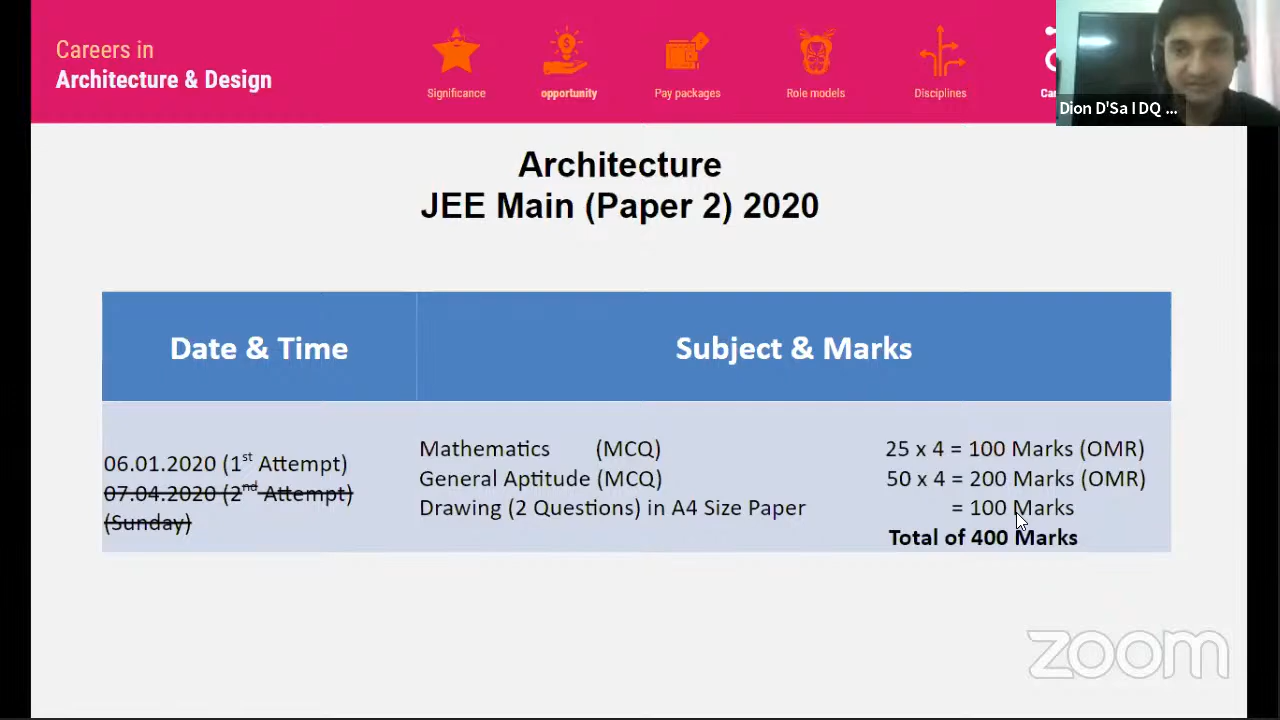 Careers in
Architecture & Design
Significance
opportunity
Pay packages
Role models
Disciplines
Dion D'Sa I DQ ...
Architecture
JEE Main (Paper 2) 2020
Date & Time
Subject & Marks
06.01.2020 (1st Attempt)
07.04.2020 (2nd Attempt)
(Sunday)
Mathematics (MCQ) 25 x 4 = 100 Marks (OMR)
General Aptitude (MCQ) 50 x 4 = 200 Marks (OMR)
Drawing (2 Questions) in A4 Size Paper = 100 Marks
Total of 400 Marks
zoom